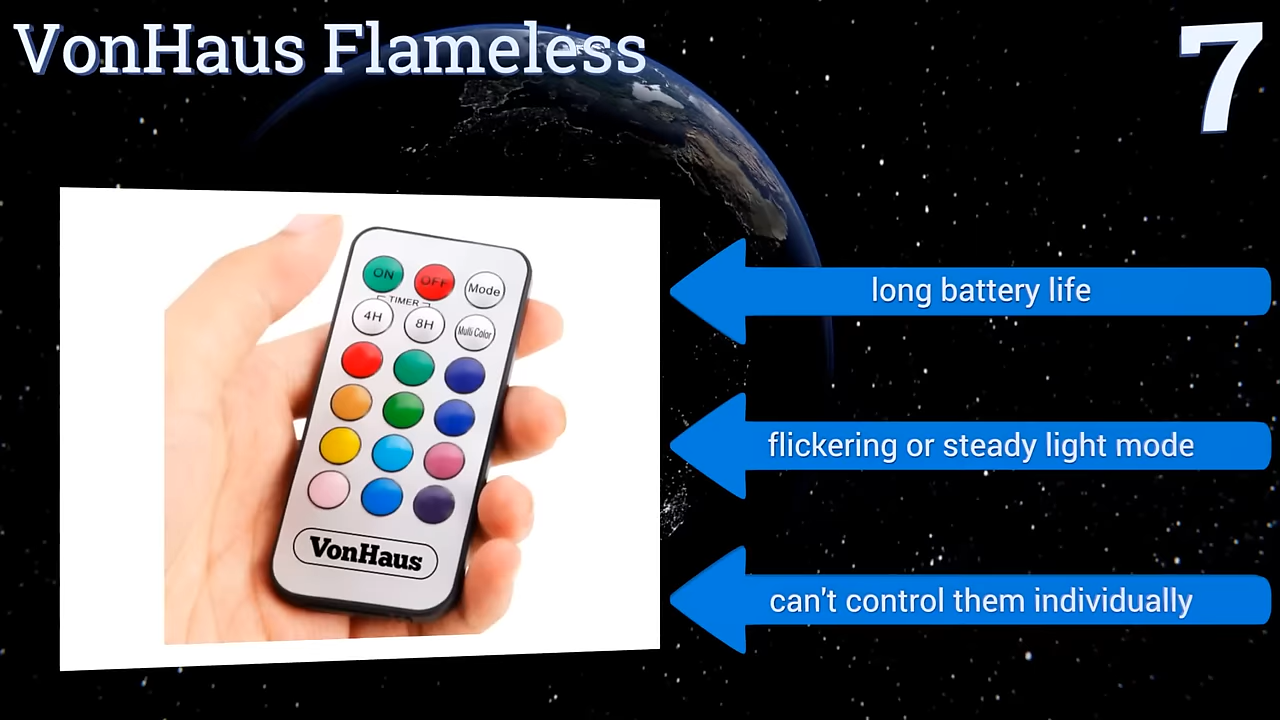 VonHaus Flameless
7
ON
OFF
Mode
TIMER
4H
8H
Multi Color
VonHaus
long battery life
flickering or steady light mode
can't control them individually